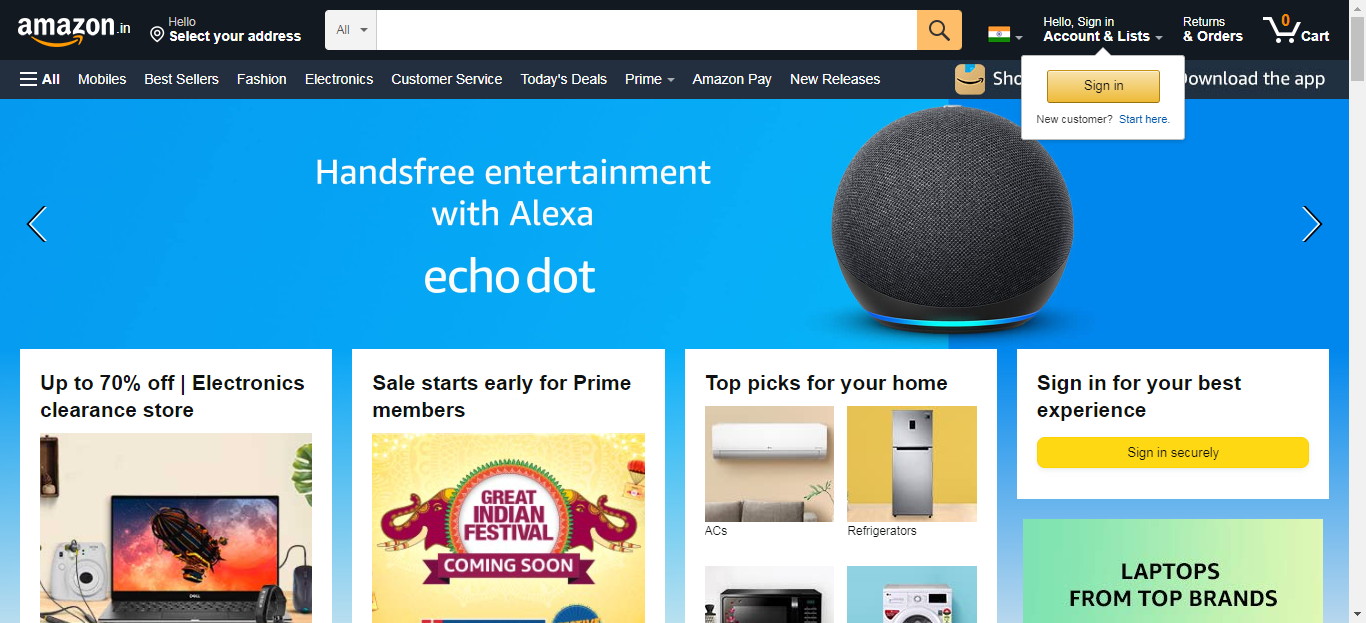 amazon.in
Hello
Select your address
All
Hello, Sign in
Account & Lists
Returns
& Orders
0
Cart
All
Mobiles
Best Sellers
Fashion
Electronics
Customer Service
Today's Deals
Prime
Amazon Pay
New Releases
Download the app
Sign in
New customer? Start here.
Handsfree entertainment
with Alexa
echo dot
Up to 70% off | Electronics
clearance store
Sale starts early for Prime
members
GREAT
INDIAN
FESTIVAL
COMING SOON
Top picks for your home
ACs
Refrigerators
Sign in for your best
experience
Sign in securely
LAPTOPS
FROM TOP BRANDS
DELL